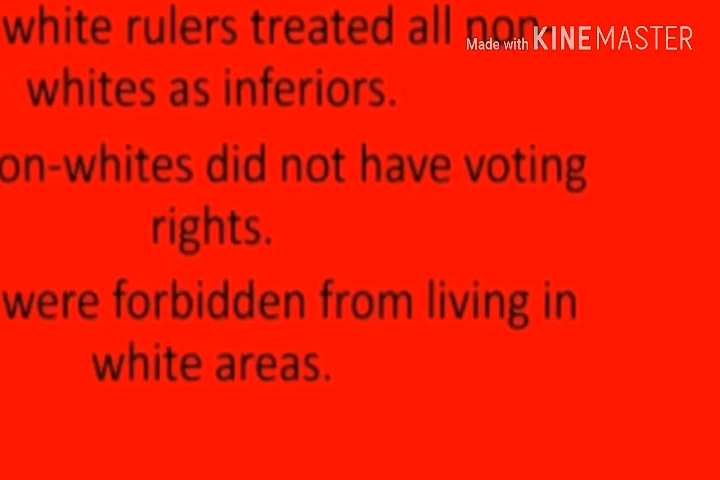 white rulers treated all non-
Made with KINEMASTER
whites as inferiors.
on-whites did not have voting
rights.
were forbidden from living in
white areas.